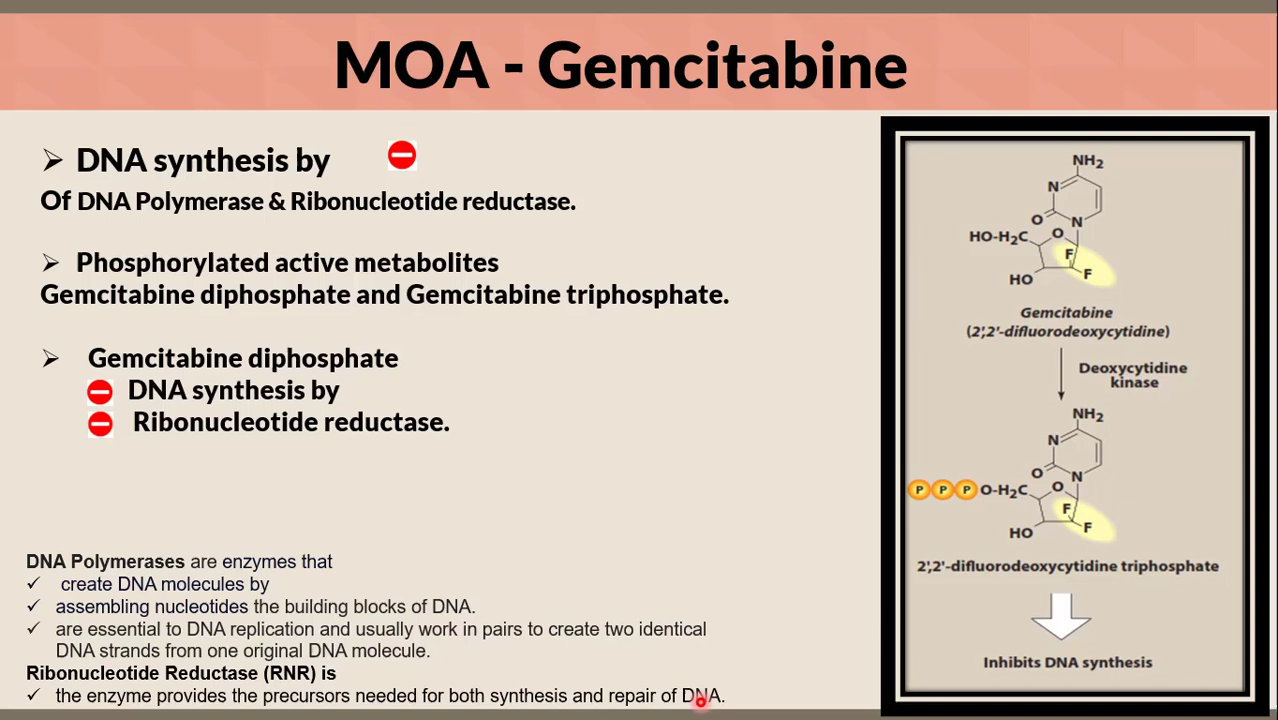 MOA - Gemcitabine
➢ DNA synthesis by
Of DNA Polymerase & Ribonucleotide reductase.
➢ Phosphorylated active metabolites
Gemcitabine diphosphate and Gemcitabine triphosphate.
➢ Gemcitabine diphosphate
DNA synthesis by
Ribonucleotide reductase.
DNA Polymerases are enzymes that
✓ create DNA molecules by
✓ assembling nucleotides the building blocks of DNA.
✓ are essential to DNA replication and usually work in pairs to create two identical
DNA strands from one original DNA molecule.
Ribonucleotide Reductase (RNR) is
✓ the enzyme provides the precursors needed for both synthesis and repair of DNA.
NH2
N
O
N
HO-H2C
O
F
F
HO
Gemcitabine
(2',2'-difluorodeoxycytidine)
Deoxycytidine
kinase
NH2
N
O
N
P P P O-H2C
O
F
F
HO
2',2'-difluorodeoxycytidine triphosphate
Inhibits DNA synthesis